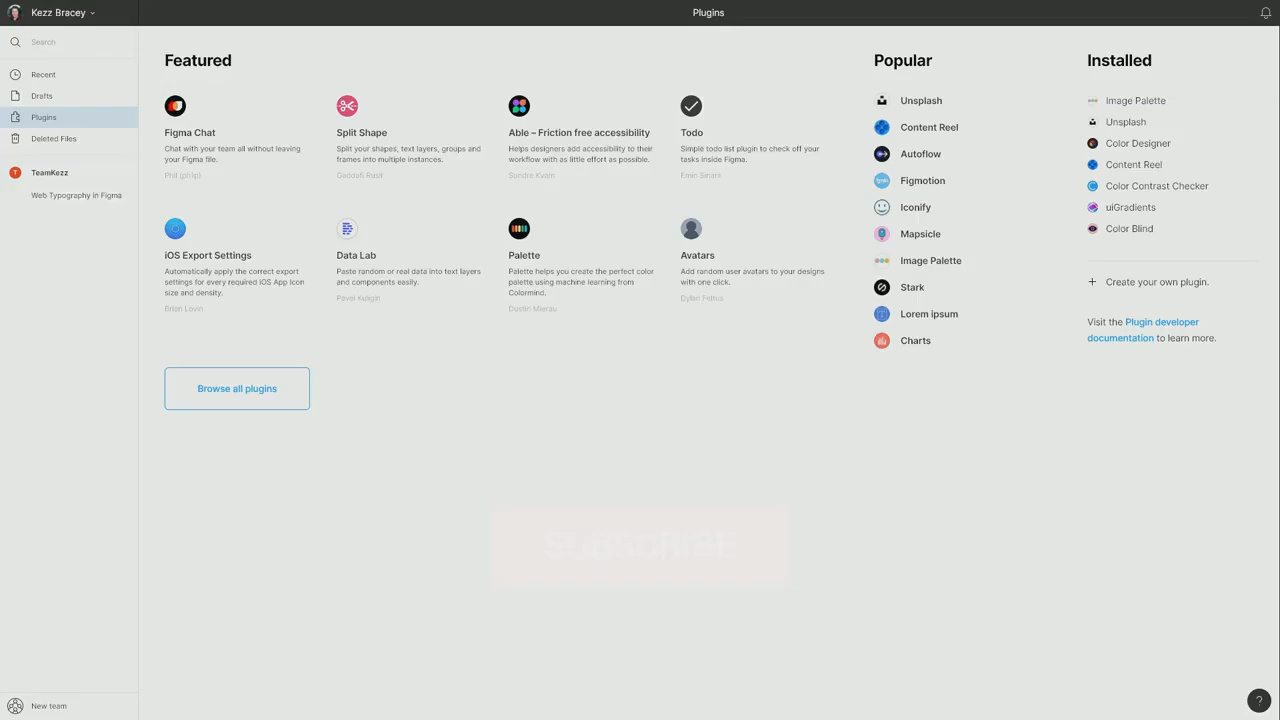 Kezz Bracey
Plugins
Search
Recent
Drafts
Plugins
Deleted Files
T
TeamKezz
Web Typography in Figma
New team
Featured
Figma Chat
Chat with your team all without leaving
your Figma file.
Split Shape
Split your shapes, text layers, groups and
frames into multiple instances.
Able – Friction free accessibility
Helps designers add accessibility to their
workflow with as little effort as possible.
Todo
Simple todo list plugin to check off your
tasks inside Figma.
Emin Sinani
iOS Export Settings
Automatically apply the correct export
settings for every required iOS App Icon
size and density.
Brian Lovin
Data Lab
Paste random or real data into text layers
and components easily.
Pavel Kuligin
Palette
Palette helps you create the perfect color
palette using machine learning from
Colormind.
Avatars
Add random user avatars to your designs
with one click.
Browse all plugins
SUBSCRIBE
Popular
Unsplash
Content Reel
Autoflow
Figmotion
Iconify
Mapsicle
Image Palette
Stark
Lorem ipsum
Charts
Installed
Image Palette
Unsplash
Color Designer
Content Reel
Color Contrast Checker
uiGradients
Color Blind
Create your own plugin.
Visit the Plugin developer
documentation to learn more.
?